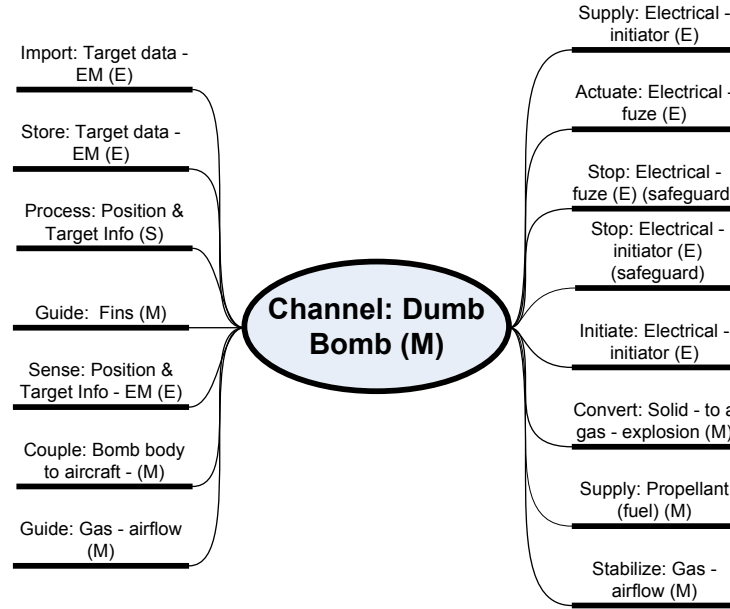 Import: Target data -
EM (E)
Store: Target data -
EM (E)
Process: Position &
Target Info (S)
Guide:  Fins (M)
Sense: Position &
Target Info - EM (E)
Couple: Bomb body
to aircraft - (M)
Guide: Gas - airflow
(M)
Channel: Dumb
Bomb (M)
Supply: Electrical -
initiator (E)
Actuate: Electrical -
fuze (E)
Stop: Electrical -
fuze (E) (safeguard
Stop: Electrical -
initiator (E)
(safeguard)
Initiate: Electrical -
initiator (E)
Convert: Solid - to a
gas - explosion (M)
Supply: Propellant
(fuel) (M)
Stabilize: Gas -
airflow (M)